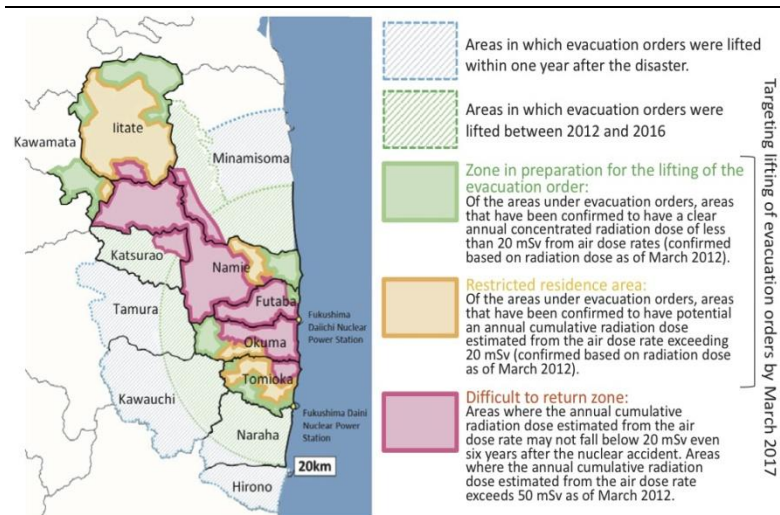 Iitate
Kawamata
Minamisoma
Katsurao
Namie
Tamura
Futaba
Fukushima
Daiichi Nuclear
Power Station
Okuma
Tomioka
Kawauchi
Fukushima Daini
Nuclear Power
Station
Naraha
20km
Hirono
Areas in which evacuation orders were lifted
within one year after the disaster.
Areas in which evacuation orders were
lifted between 2012 and 2016
Zone in preparation for the lifting of the
evacuation order:
Of the areas under evacuation orders, areas
that have been confirmed to have a clear
annual concentrated radiation dose of less
than 20 mSv from air dose rates (confirmed
based on radiation dose as of March 2012).
Restricted residence area:
Of the areas under evacuation orders, areas
that have been confirmed to have potential
an annual cumulative radiation dose
estimated from the air dose rate exceeding
20 mSv (confirmed based on radiation dose
as of March 2012).
Difficult to return zone:
Areas where the annual cumulative
radiation dose estimated from the air
dose rate may not fall below 20 mSv even
six years after the nuclear accident. Areas
where the annual cumulative radiation
dose estimated from the air dose rate
exceeds 50 mSv as of March 2012.
Targeting lifting of evacuation orders by March 2017